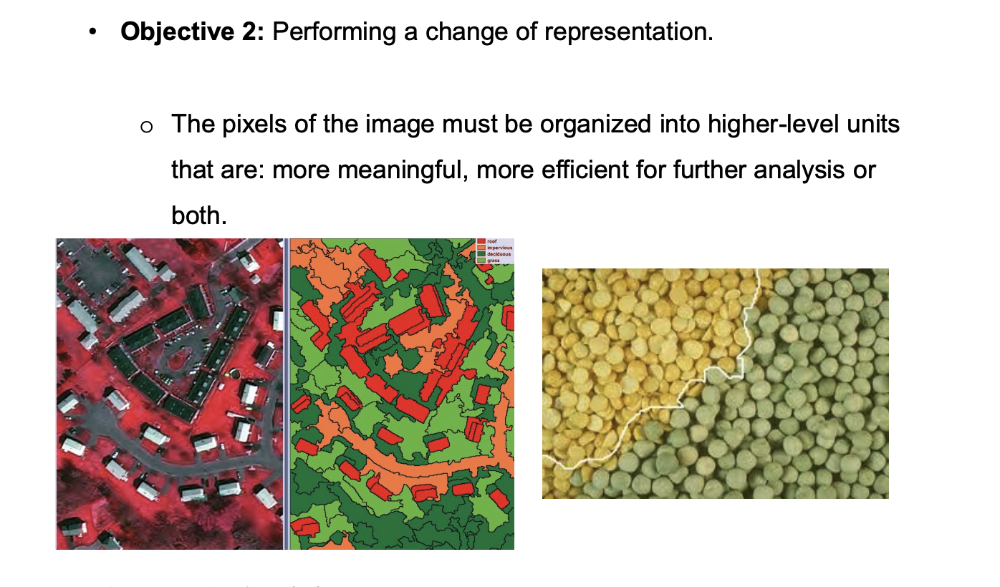 • Objective 2: Performing a change of representation.
o The pixels of the image must be organized into higher-level units
that are: more meaningful, more efficient for further analysis or
both.
roof
impervious
deciduous
grass